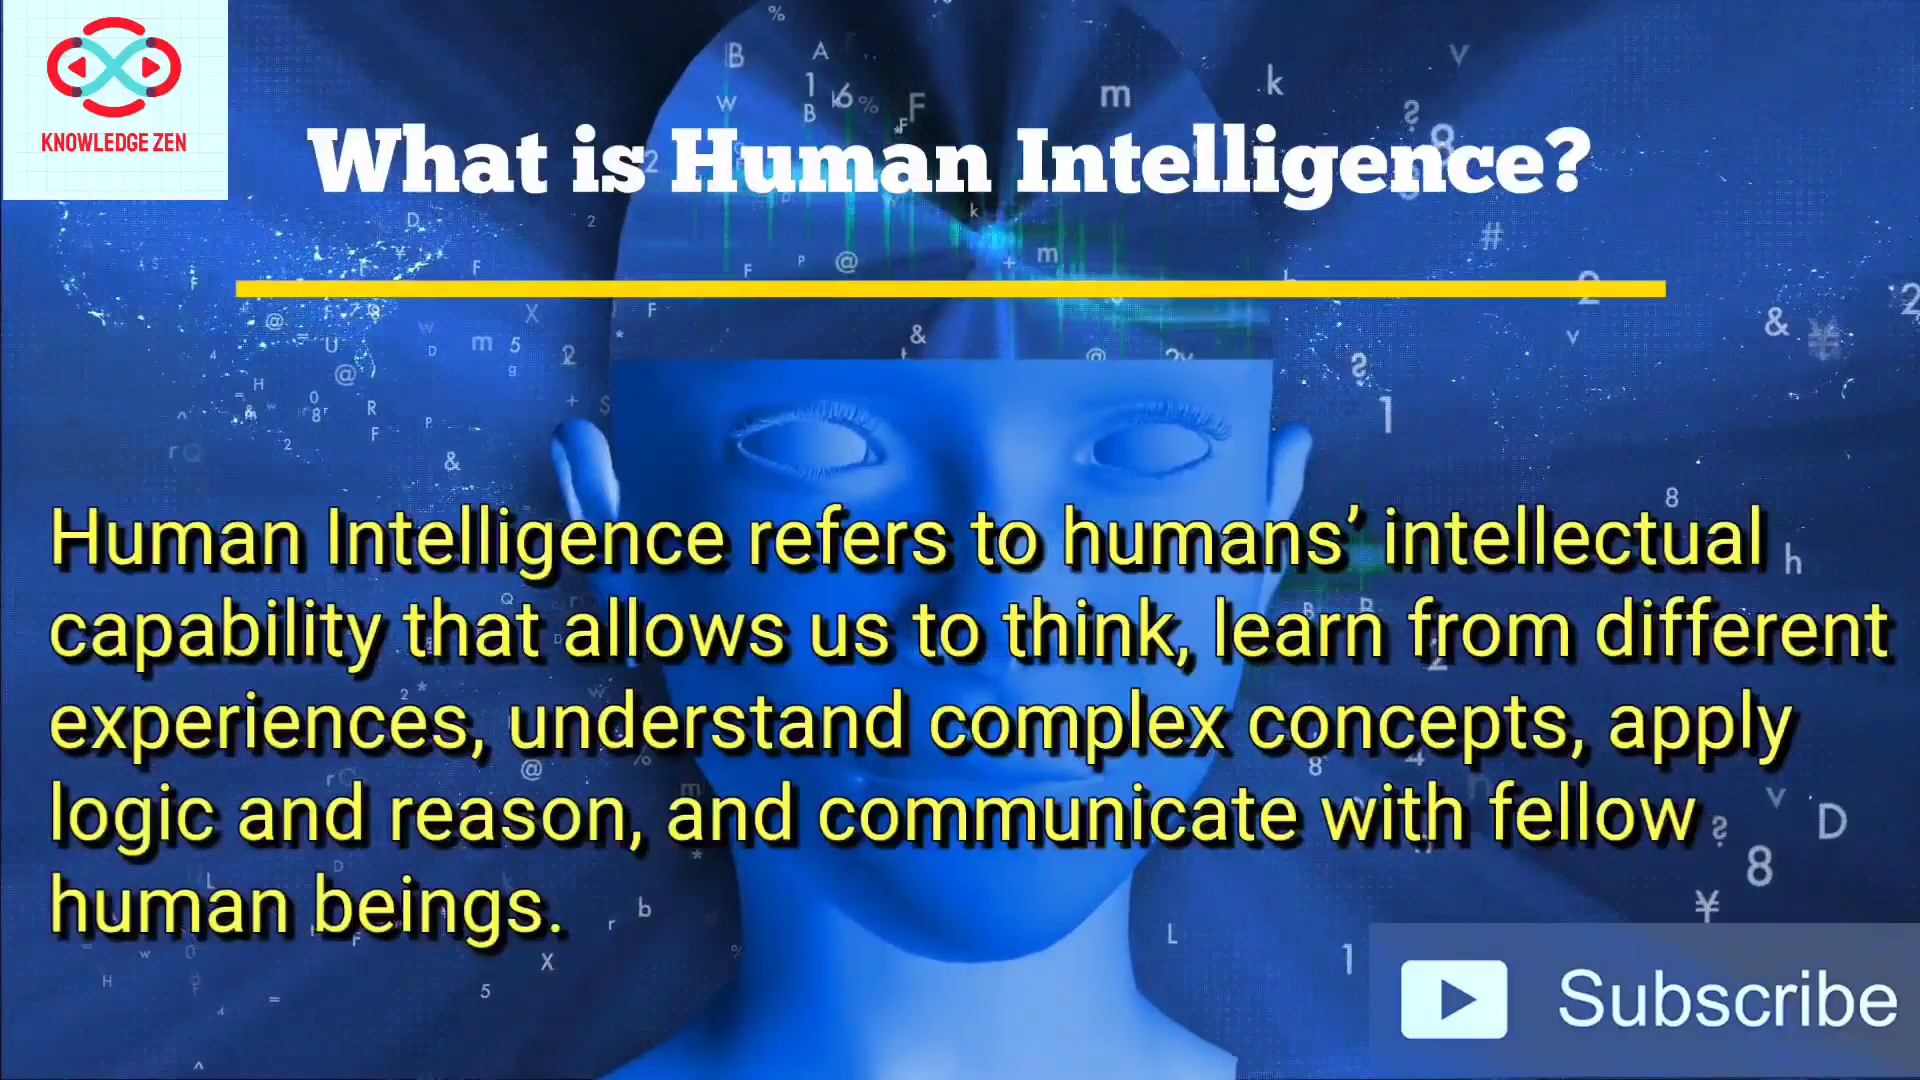 KNOWLEDGE ZEN
What is Human Intelligence?
Human Intelligence refers to humans’ intellectual
capability that allows us to think, learn from different
experiences, understand complex concepts, apply
logic and reason, and communicate with fellow
human beings.
Subscribe